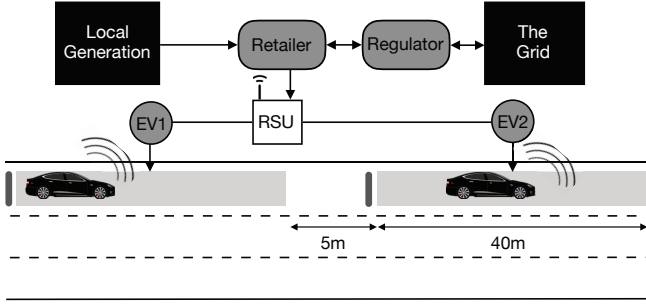 Local
Generation
Retailer
Regulator
The
Grid
EV1
RSU
EV2
5m
40m